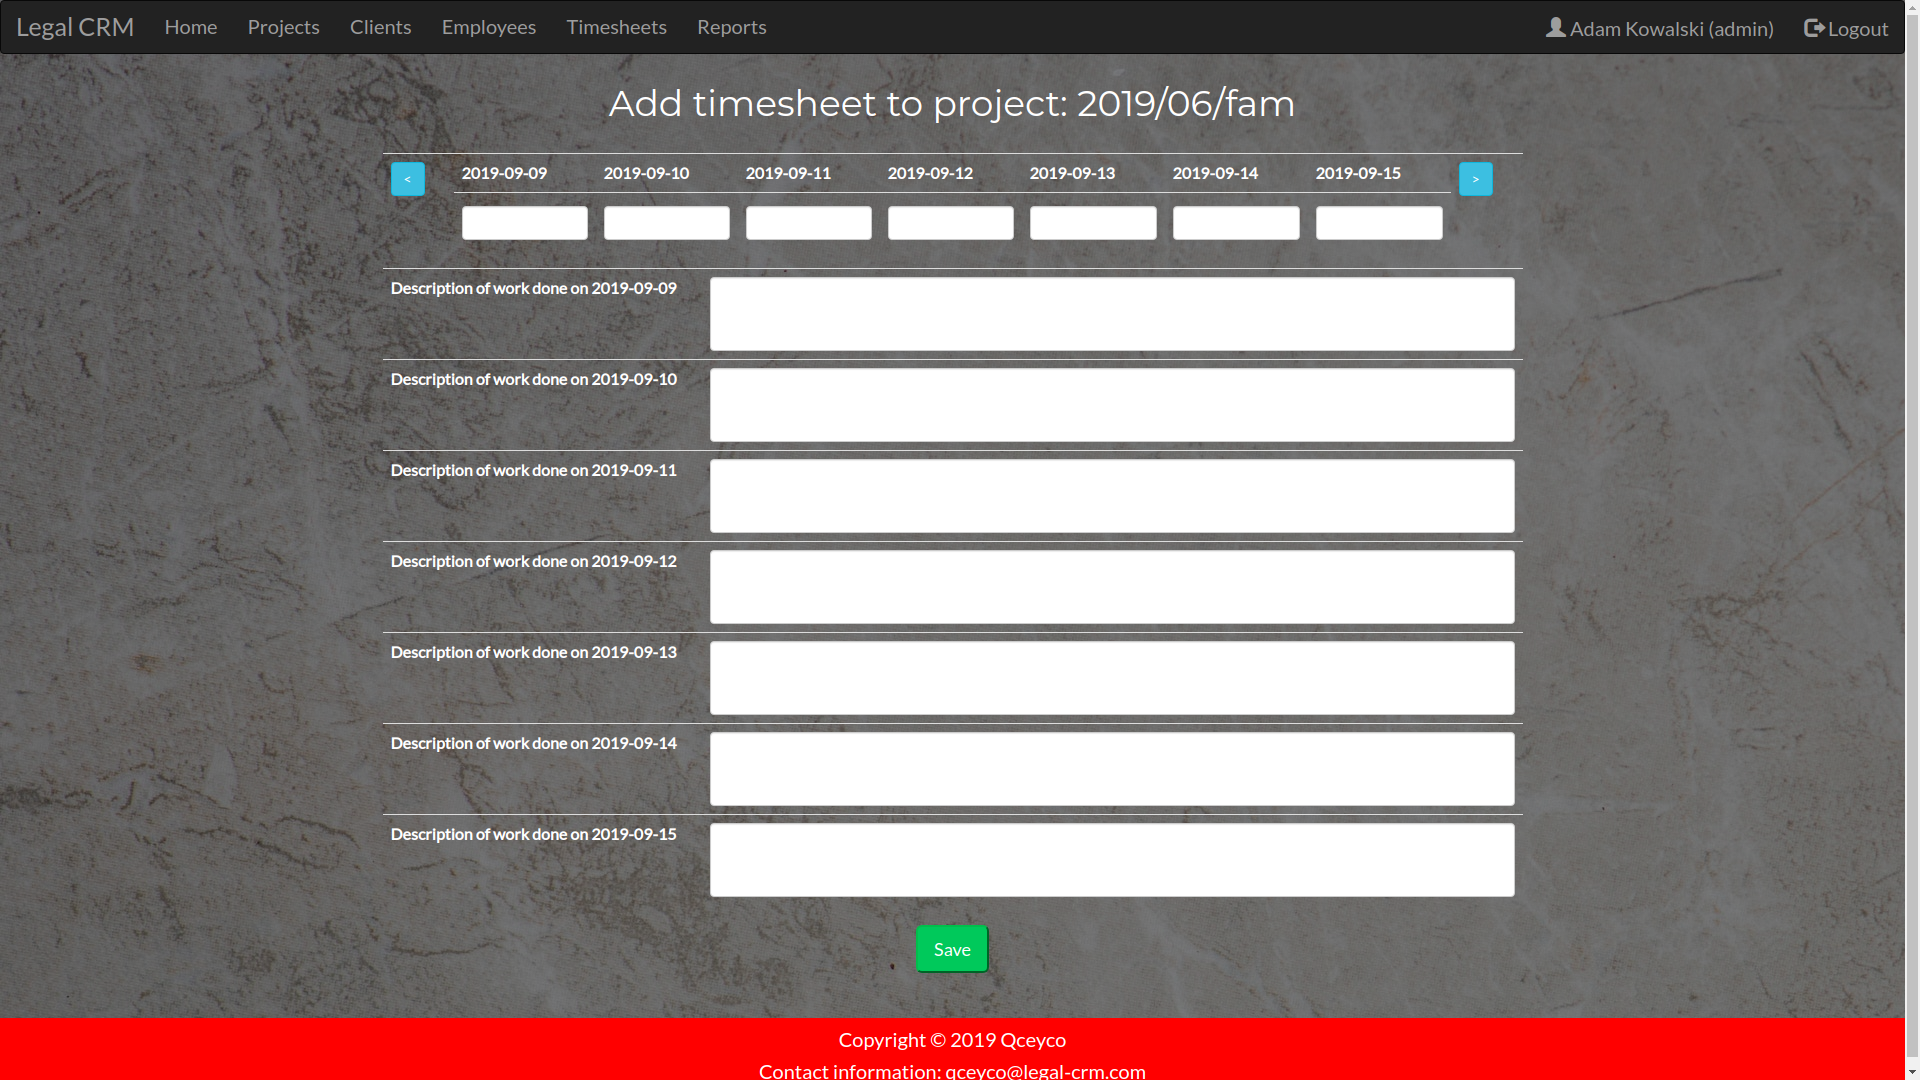 Legal CRM Home Projects Clients Employees Timesheets Reports Adam Kowalski (admin) Logout
Add timesheet to project: 2019/06/fam
< 2019-09-09 2019-09-10 2019-09-11 2019-09-12 2019-09-13 2019-09-14 2019-09-15 >
Description of work done on 2019-09-09
Description of work done on 2019-09-10
Description of work done on 2019-09-11
Description of work done on 2019-09-12
Description of work done on 2019-09-13
Description of work done on 2019-09-14
Description of work done on 2019-09-15
Save
Copyright © 2019 Qceyco
Contact information: qceyco@legal-crm.com